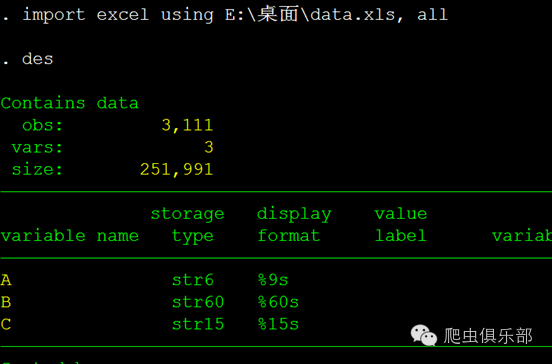 . import excel using E:\桌面\data.xls, all
. des
Contains data
obs: 3,111
vars: 3
size: 251,991
storage display value
variable name type format label variab
A str6 %9s
B str60 %60s
C str15 %15s
爬虫俱乐部